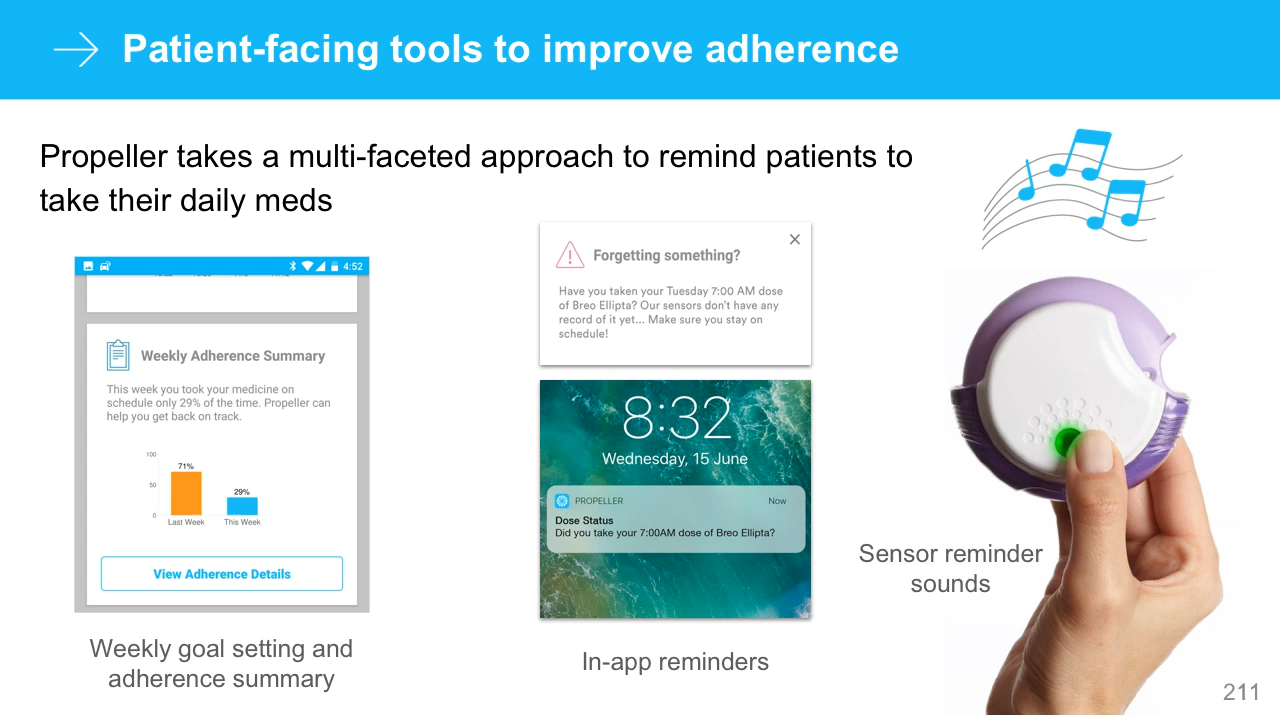 Patient-facing tools to improve adherence
Propeller takes a multi-faceted approach to remind patients to
take their daily meds
4:52
Weekly Adherence Summary
This week you took your medicine on
schedule only 29% of the time. Propeller can
help you get back on track.
100
50
0
71%
29%
Last Week
This Week
View Adherence Details
Weekly goal setting and
adherence summary
Forgetting something?
Have you taken your Tuesday 7:00 AM dose
of Breo Ellipta? Our sensors don't have any
record of it yet... Make sure you stay on
schedule!
8:32
Wednesday, 15 June
PROPELLER
Now
Dose Status
Did you take your 7:00AM dose of Breo Ellipta?
In-app reminders
Sensor reminder
sounds
211